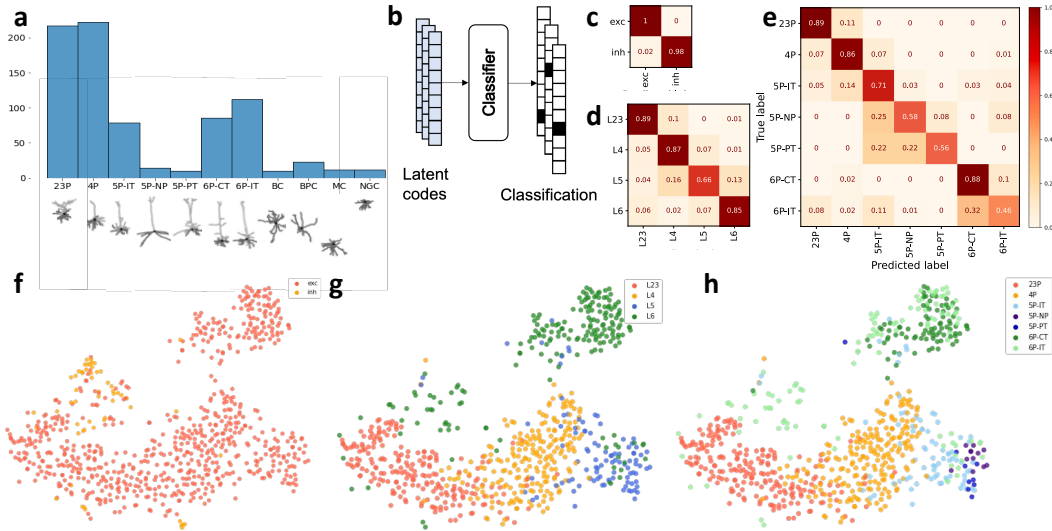 a
200
150
100
50
0
23P 4P 5P-IT 5P-NP 5P-PT 6P-CT 6P-IT BC BPC MC NGC
b
Latent
codes
Classifier
Classification
c
exc 1 0
inh 0.02 0.98
exc inh
d
L23 0.89 0.1 0 0.01
L4 0.04 0.87 0.07 0.01
L5 0.04 0.16 0.66 0.13
L6 0.06 0.02 0.07 0.85
L23 L4 L5 L6
e
True label
23P 0.89 0.11 0 0 0 0 0
4P 0.07 0.86 0.07 0 0 0 0.01
5P-IT 0.05 0.14 0.71 0.03 0 0.03 0.04
5P-NP 0 0 0.25 0.58 0.08 0 0.08
5P-PT 0 0 0.22 0.22 0.56 0 0
6P-CT 0 0.02 0 0 0 0.88 0.1
6P-IT 0.08 0.02 0.11 0.01 0 0.32 0.46
23P 4P 5P-IT 5P-NP 5P-PT 6P-CT 6P-IT
Predicted label
1.0
0.8
0.6
0.4
0.2
0.0
f
exc
inh
g
L23
L4
L5
L6
h
23P
4P
5P-IT
5P-NP
5P-PT
6P-CT
6P-IT